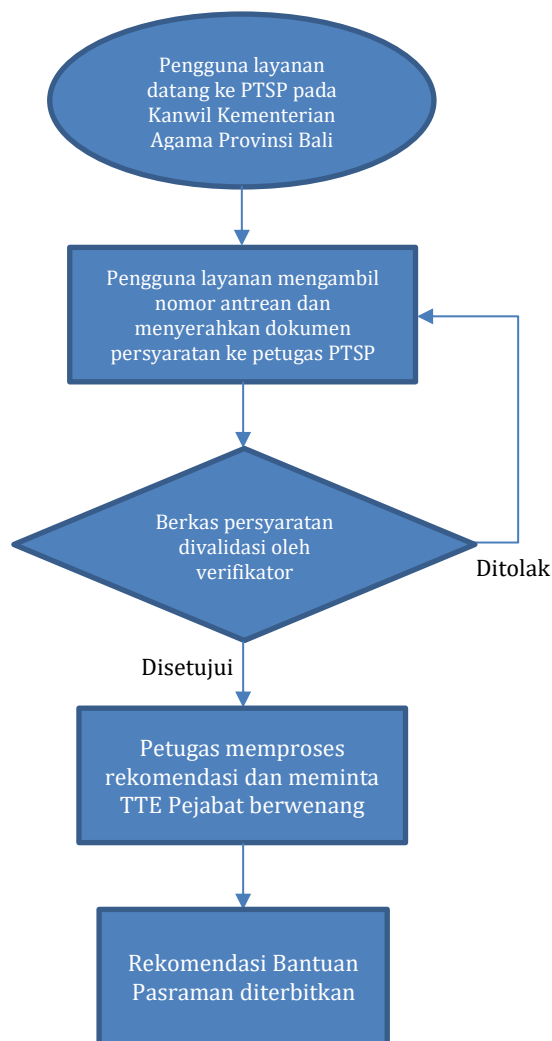 Pengguna layanan
datang ke PTSP pada
Kanwil Kementerian
Agama Provinsi Bali
Pengguna layanan mengambil
nomor antrean dan
menyerahkan dokumen
persyaratan ke petugas PTSP
Berkas persyaratan
divalidasi oleh
verifikator
Ditolak
Disetujui
Petugas memproses
rekomendasi dan meminta
TTE Pejabat berwenang
Rekomendasi Bantuan
Pasraman diterbitkan